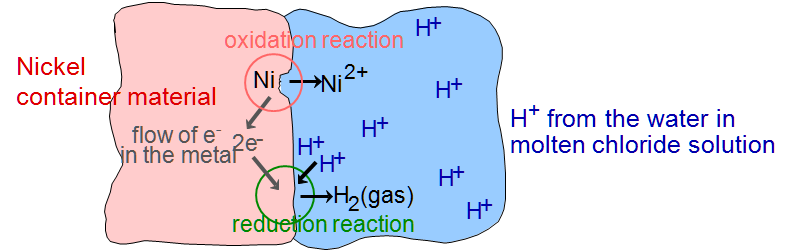 H⁺
oxidation reaction
Nickel
container material
Ni
Ni²⁺
H⁺
H⁺
H⁺ from the water in
molten chloride solution
flow of e⁻
in the metal
2e⁻
H⁺
H⁺
H⁺
H₂(gas)
H⁺
reduction reaction